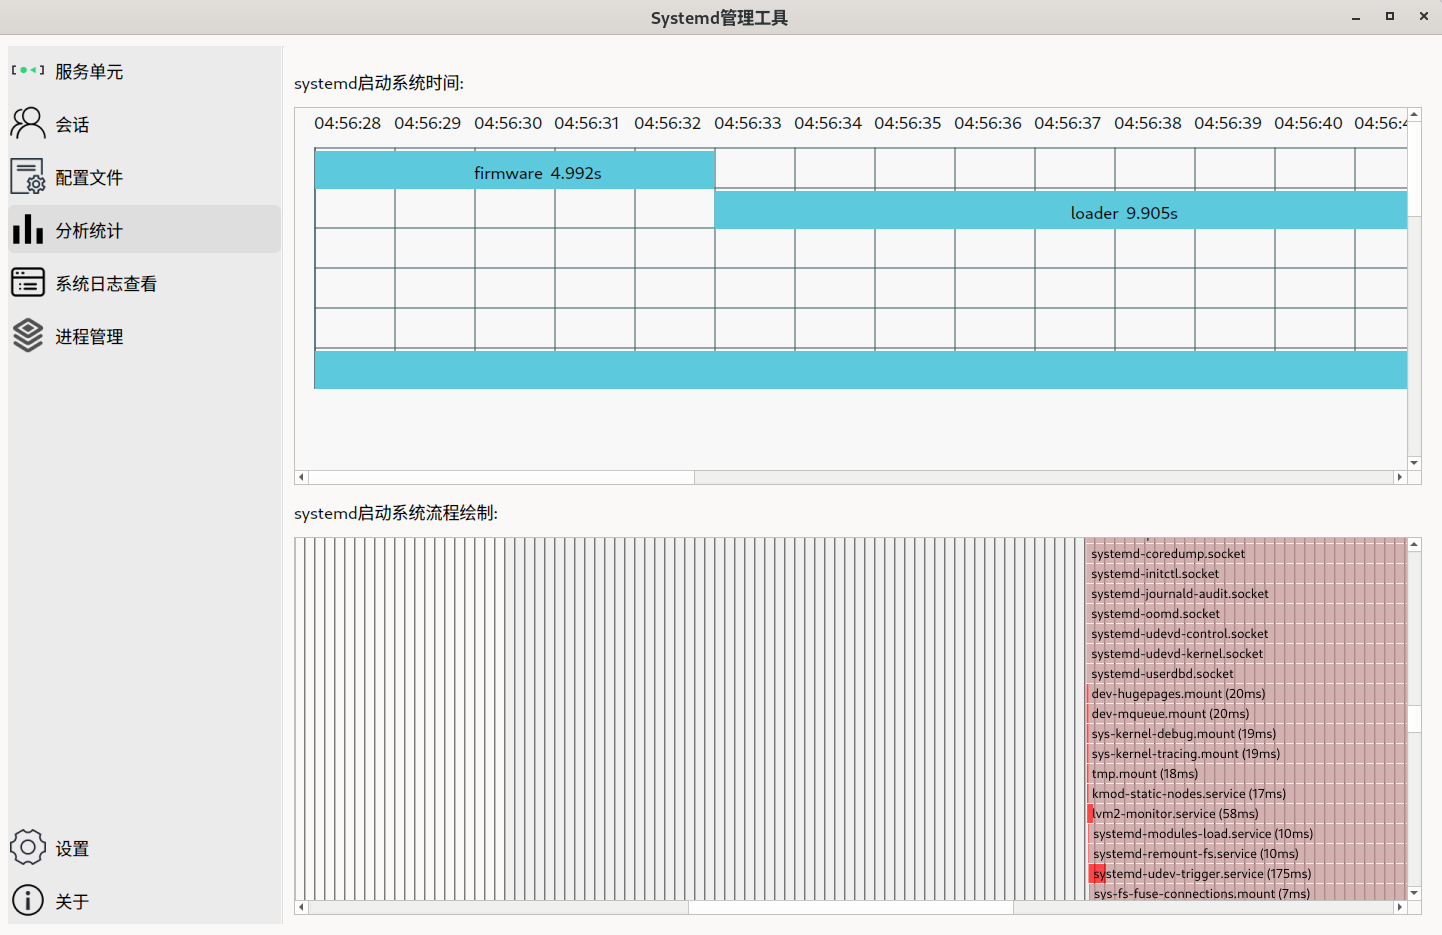 Systemd管理工具
服务单元
会话
配置文件
分析统计
系统日志查看
进程管理
设置
关于
systemd启动系统时间:
04:56:28 04:56:29 04:56:30 04:56:31 04:56:32 04:56:33 04:56:34 04:56:35 04:56:36 04:56:37 04:56:38 04:56:39 04:56:40 04:56:4
firmware 4.992s
loader 9.905s
systemd启动系统流程绘制:
systemd-coredump.socket
systemd-initctl.socket
systemd-journald-audit.socket
systemd-oomd.socket
systemd-udevd-control.socket
systemd-udevd-kernel.socket
systemd-userdbd.socket
dev-hugepages.mount (20ms)
dev-mqueue.mount (20ms)
sys-kernel-debug.mount (19ms)
sys-kernel-tracing.mount (19ms)
tmp.mount (18ms)
kmod-static-nodes.service (17ms)
lvm2-monitor.service (58ms)
systemd-modules-load.service (10ms)
systemd-remount-fs.service (10ms)
systemd-udev-trigger.service (175ms)
sys-fs-fuse-connections.mount (7ms)